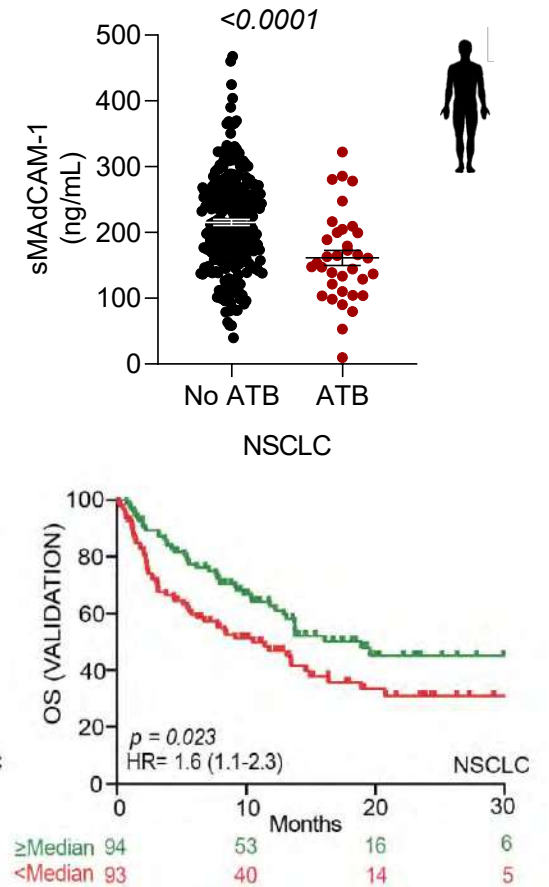 <0.0001
500
400
300
200
100
0
sMAdCAM-1
(ng/mL)
No ATB ATB
NSCLC
100
80
60
40
20
0
OS (VALIDATION)
p = 0.023
HR= 1.6 (1.1-2.3)
NSCLC
0 10 20 30
Months
≥Median 94 53 16 6
<Median 93 40 14 5